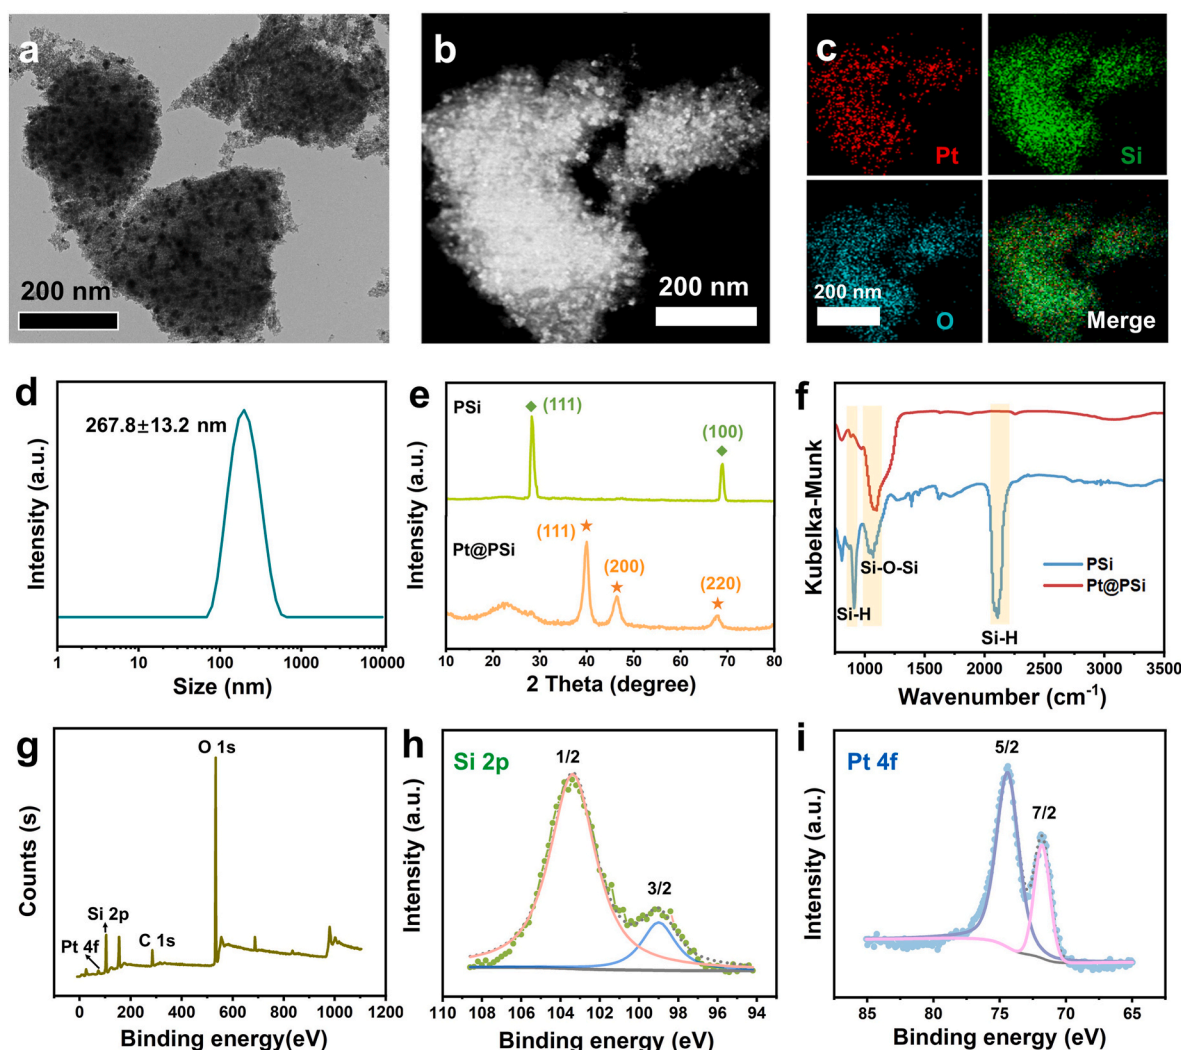 a
200 nm
b
200 nm
c
Pt
Si
200 nm
O
Merge
d
267.8±13.2 nm
Intensity (a.u.)
1 10 100 1000 10000
Size (nm)
e
PSi
(111)
(100)
Pt@PSi
(111)
(200)
(220)
Intensity (a.u.)
10 20 30 40 50 60 70 80
2 Theta (degree)
f
Kubelka-Munk
Si-O-Si
Si-H
Si-H
PSi
Pt@PSi
1000 1500 2000 2500 3000 3500
Wavenumber (cm⁻¹)
g
O 1s
Si 2p
Pt 4f
C 1s
Counts (s)
0 200 400 600 800 1000 1200
Binding energy(eV)
h
Si 2p
1/2
3/2
Intensity (a.u.)
110 108 106 104 102 100 98 96 94
Binding energy (eV)
i
Pt 4f
5/2
7/2
Intensity (a.u.)
85 80 75 70 65
Binding energy (eV)